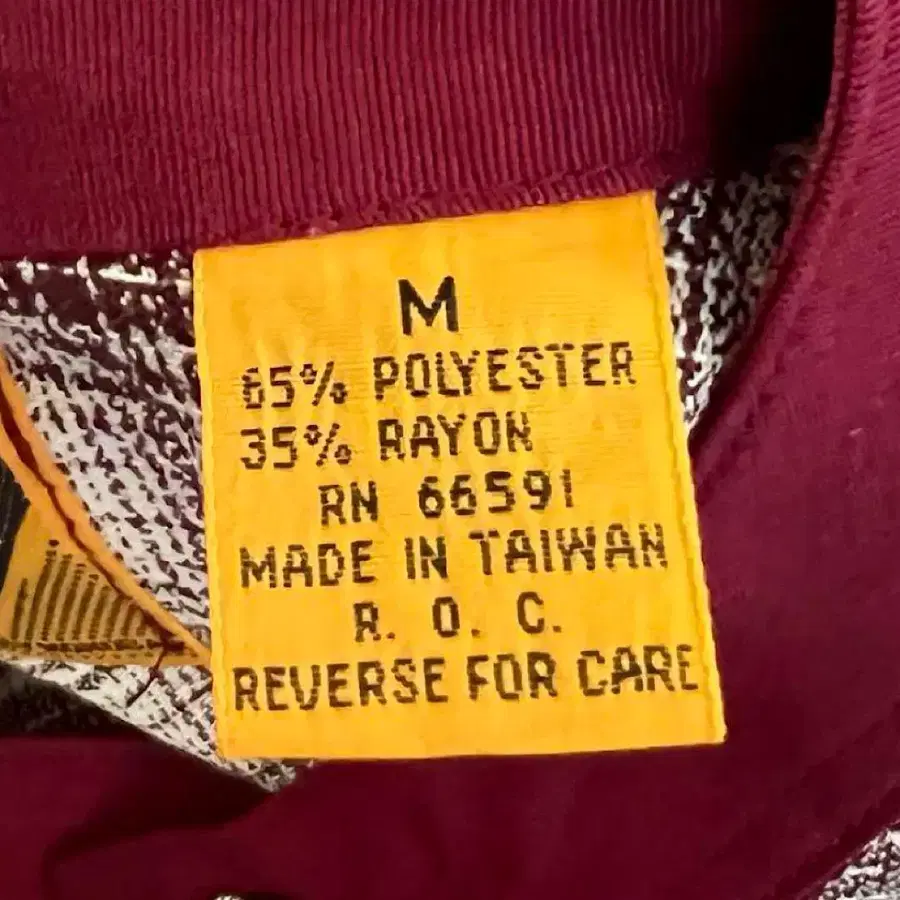 M
65% POLYESTER
35% RAYON
RN 66591
MADE IN TAIWAN
R. O. C.
REVERSE FOR CARE